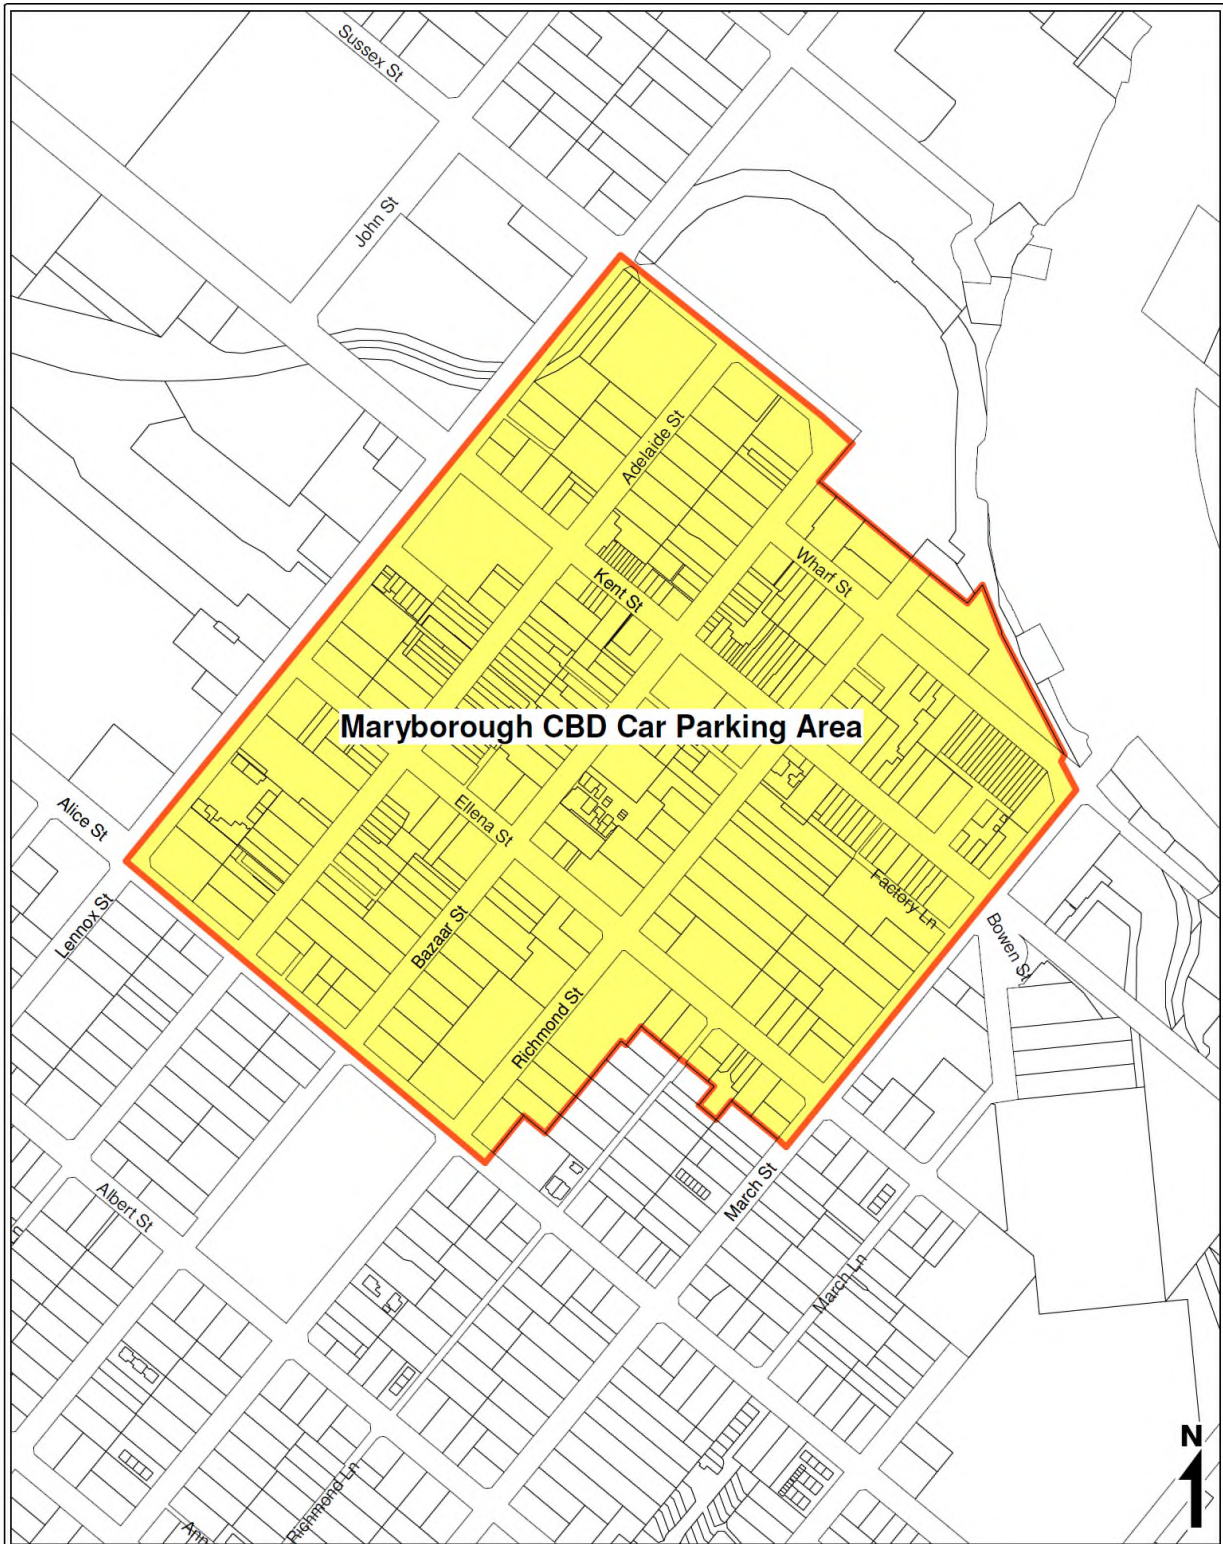 Sussex St
John St
Adelaide St
Wharf St
Kent St
Maryborough CBD Car Parking Area
Alice St
Ellena St
Factory Ln
Lennox St
Bazaar St
Bowen St
Richmond St
March St
Albert St
March Ln
N
Richmond Ln
Ann